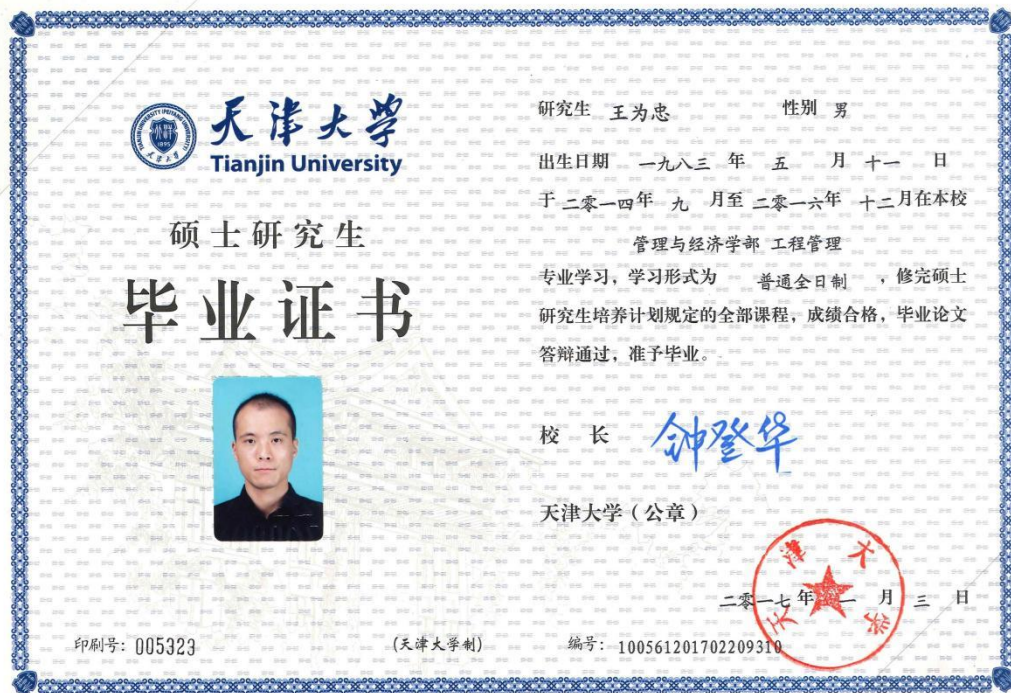 天津大学
Tianjin University
硕士研究生
毕业证书
印刷号：005323
(天津大学制)
研究生 王为忠 性别 男
出生日期 一九八三 年 五 月 十一 日
于 二零一四年 九 月至 二零一六年 十二月在本校
管理与经济学部 工程管理
专业学习，学习形式为 普通全日制 ，修完硕士
研究生培养计划规定的全部课程，成绩合格，毕业论文
答辩通过，准予毕业。
校 长 钟登华
天津大学（公章）
天津大学
二零一七年 一 月 三 日
编号：100561201702209310